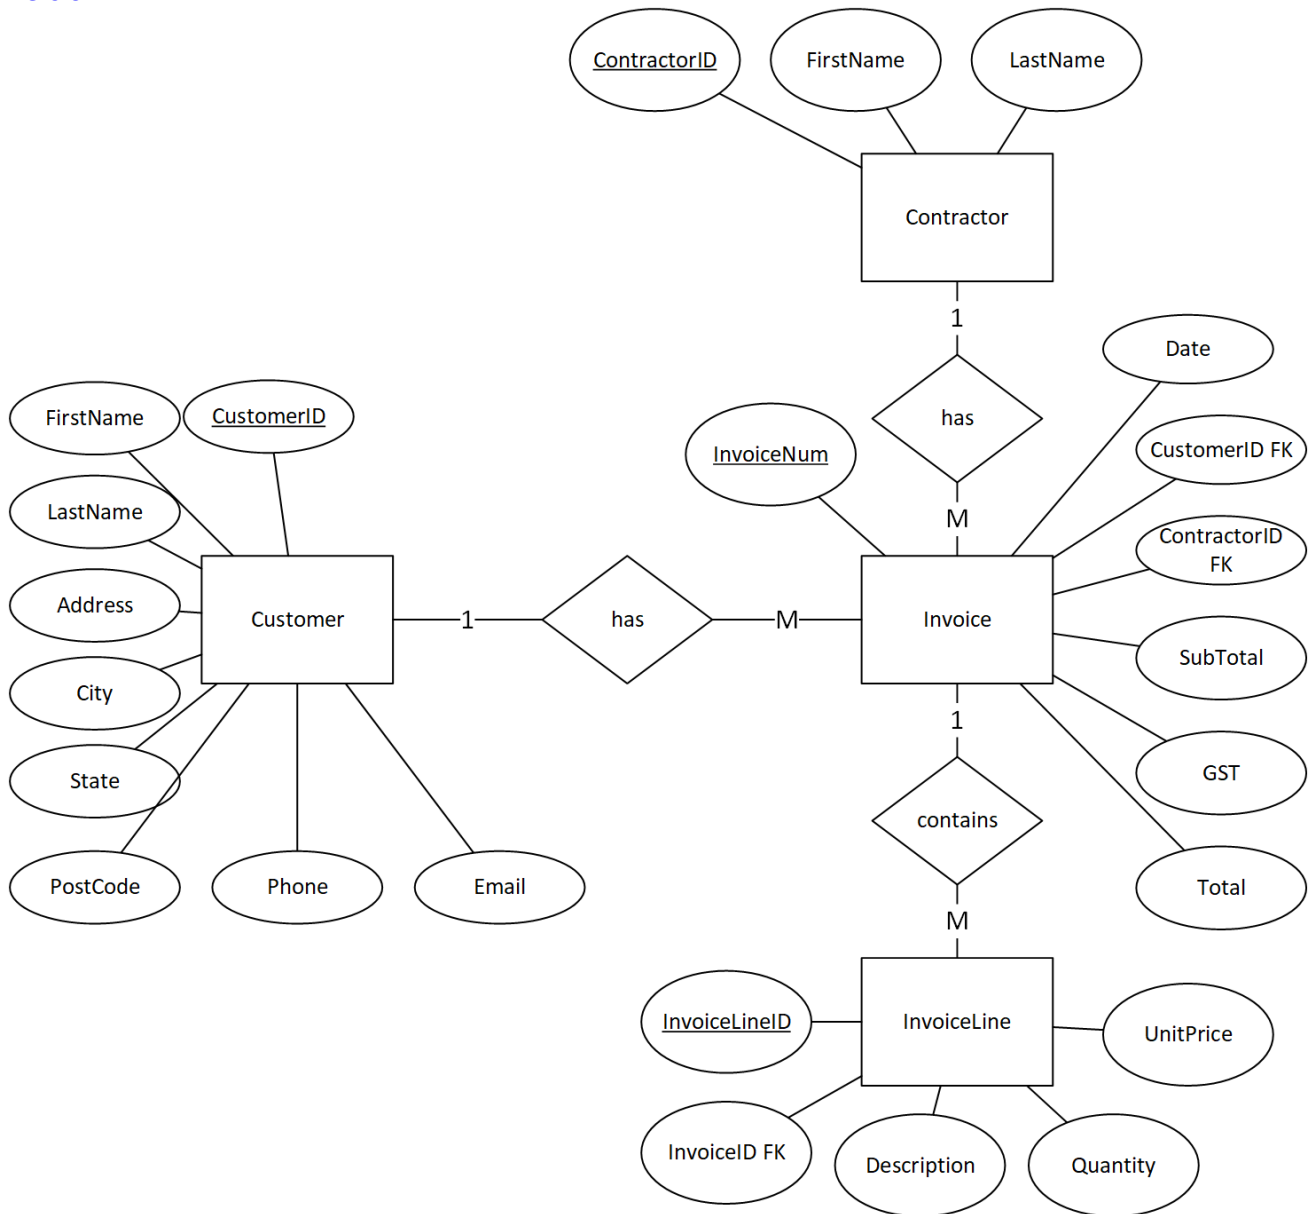 ContractorID
FirstName
LastName
Contractor
1
has
M
Date
CustomerID FK
ContractorID
FK
SubTotal
GST
Total
InvoiceNum
Invoice
FirstName
CustomerID
LastName
Address
City
State
PostCode
Phone
Email
Customer
1
has
M
1
contains
M
InvoiceLineID
InvoiceLine
UnitPrice
InvoiceID FK
Description
Quantity